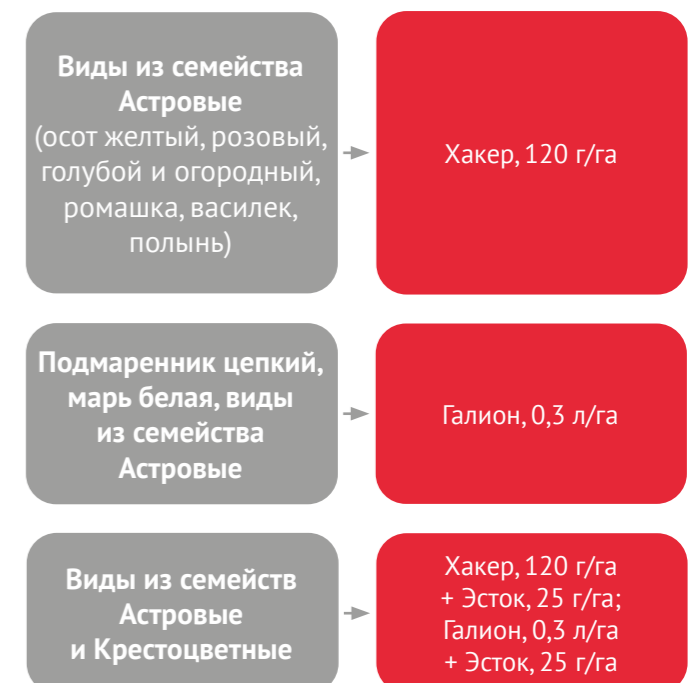 Виды из семейства
Астровые
(осот желтый, розовый,
голубой и огородный,
ромашка, василек,
полынь)
Хакер, 120 г/га
Подмаренник цепкий,
марь белая, виды
из семейства
Астровые
Галион, 0,3 л/га
Виды из семейств
Астровые
и Крестоцветные
Хакер, 120 г/га
+ Эсток, 25 г/га;
Галион, 0,3 л/га
+ Эсток, 25 г/га